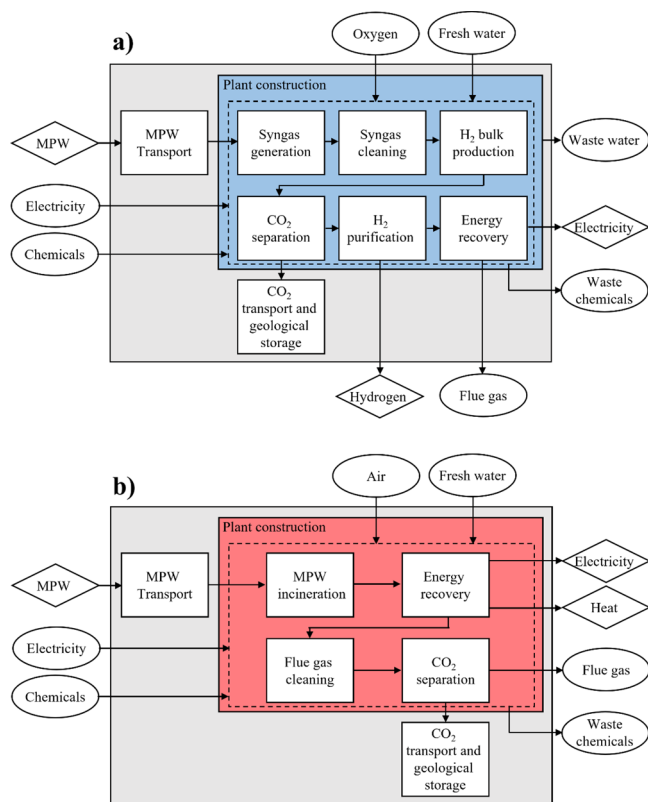 a)
Oxygen
Fresh water
Plant construction
MPW
MPW
Transport
Syngas
generation
Syngas
cleaning
H₂ bulk
production
Waste water
Electricity
Chemicals
CO₂
separation
H₂
purification
Energy
recovery
Electricity
Waste
chemicals
CO₂
transport and
geological
storage
Hydrogen
Flue gas
b)
Air
Fresh water
Plant construction
MPW
MPW
Transport
MPW
incineration
Energy
recovery
Electricity
Heat
Electricity
Chemicals
Flue gas
cleaning
CO₂
separation
Flue gas
Waste
chemicals
CO₂
transport and
geological
storage